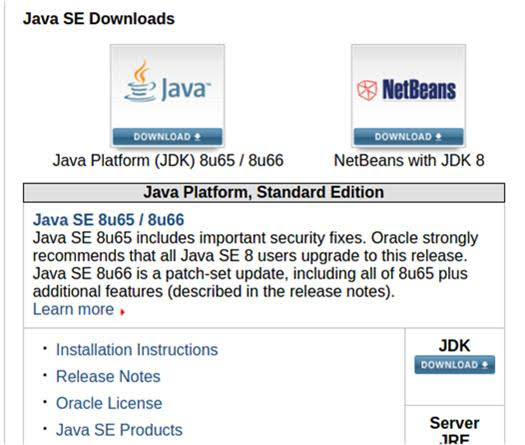 Java SE Downloads
Java™
NetBeans
DOWNLOAD
DOWNLOAD
Java Platform (JDK) 8u65 / 8u66
NetBeans with JDK 8
Java Platform, Standard Edition
Java SE 8u65 / 8u66
Java SE 8u65 includes important security fixes. Oracle strongly
recommends that all Java SE 8 users upgrade to this release.
Java SE 8u66 is a patch-set update, including all of 8u65 plus
additional features (described in the release notes).
Learn more
Installation Instructions
Release Notes
Oracle License
Java SE Products
JDK
DOWNLOAD
Server
JRE